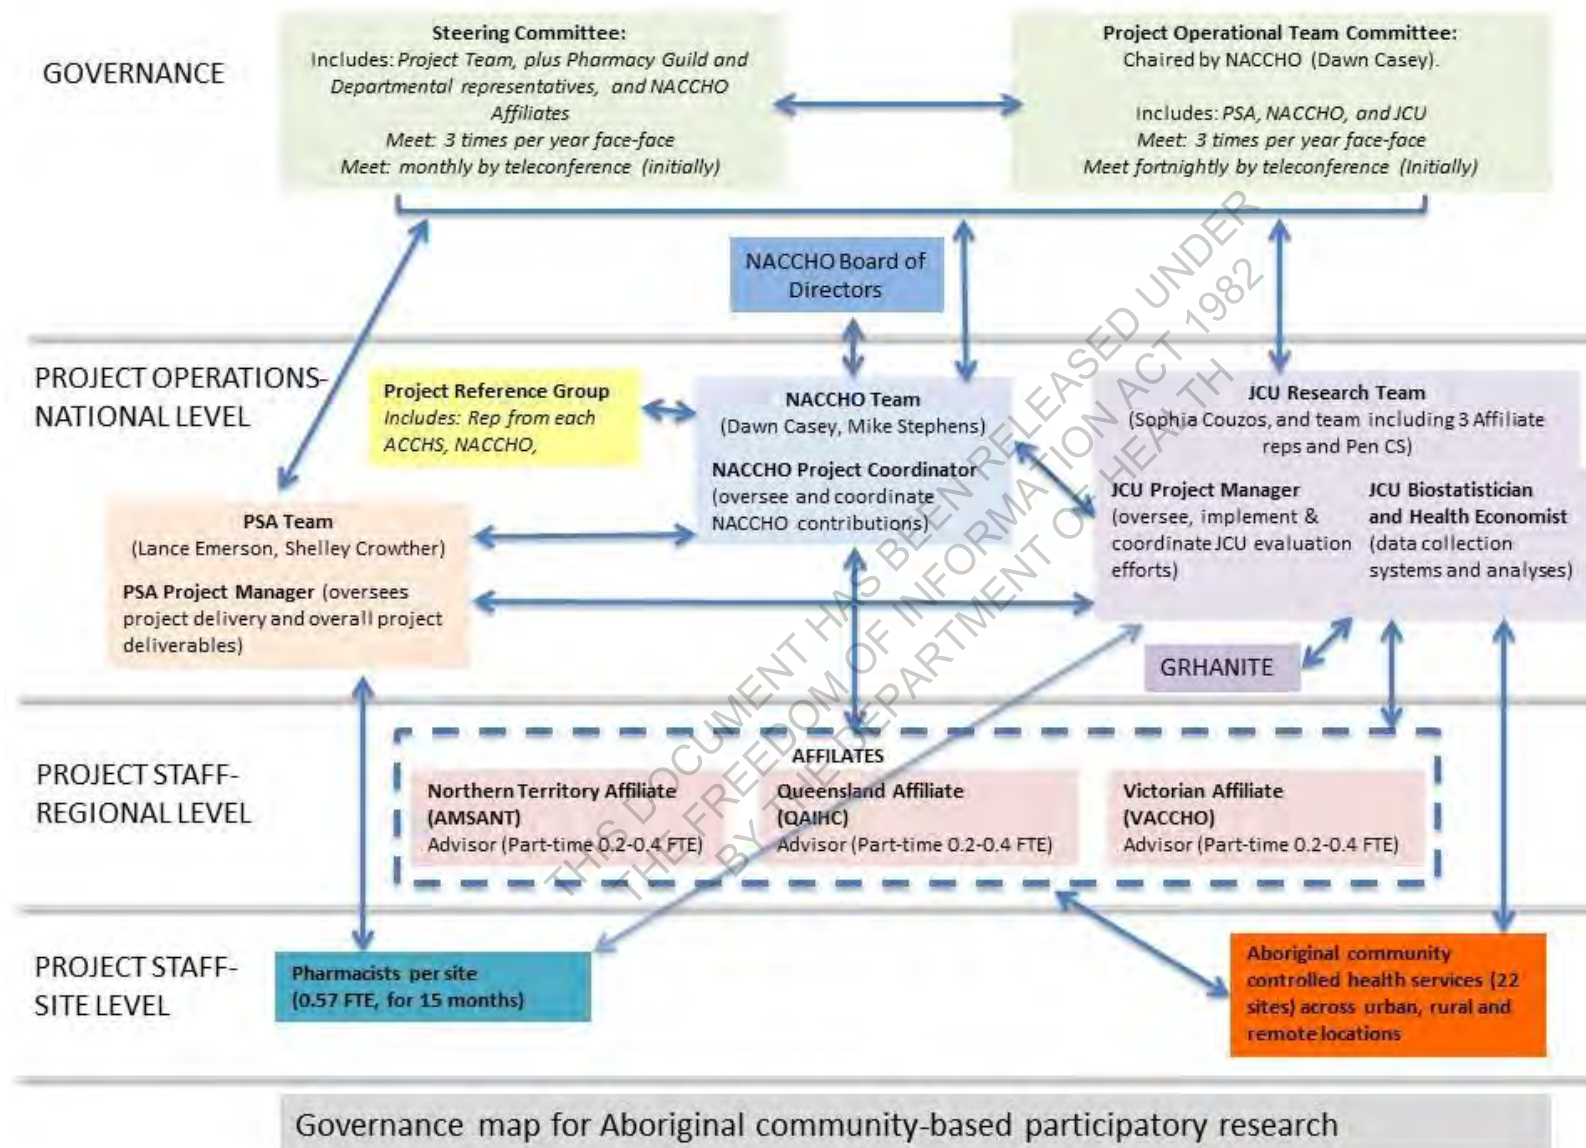 GOVERNANCE
Steering Committee:
Includes: Project Team, plus Pharmacy Guild and
Departmental representatives, and NACCHO
Affiliates
Meet: 3 times per year face-face
Meet: monthly by teleconference (initially)
Project Operational Team Committee:
Chaired by NACCHO (Dawn Casey).
Includes: PSA, NACCHO, and JCU
Meet: 3 times per year face-face
Meet fortnightly by teleconference (Initially)
NACCHO Board of
Directors
PROJECT OPERATIONS-
NATIONAL LEVEL
Project Reference Group
Includes: Rep from each
ACCHS, NACCHO,
NACCHO Team
(Dawn Casey, Mike Stephens)
NACCHO Project Coordinator
(oversee and coordinate
NACCHO contributions)
JCU Research Team
(Sophia Couzos, and team including 3 Affiliate
reps and Pen CS)
JCU Project Manager
(oversee, implement &
coordinate JCU evaluation
efforts)
JCU Biostatistician
and Health Economist
(data collection
systems and analyses)
PSA Team
(Lance Emerson, Shelley Crowther)
PSA Project Manager (oversees
project delivery and overall project
deliverables)
GRHANITE
PROJECT STAFF-
REGIONAL LEVEL
AFFILATES
Northern Territory Affiliate
(AMSANT)
Advisor (Part-time 0.2-0.4 FTE)
Queensland Affiliate
(QAIHC)
Advisor (Part-time 0.2-0.4 FTE)
Victorian Affiliate
(VACCHO)
Advisor (Part-time 0.2-0.4 FTE)
PROJECT STAFF-
SITE LEVEL
Pharmacists per site
(0.57 FTE, for 15 months)
Aboriginal community
controlled health services (22
sites) across urban, rural and
remote locations
Governance map for Aboriginal community-based participatory research
THIS DOCUMENT HAS BEEN RELEASED UNDER
THE FREEDOM OF INFORMATION ACT 1982
BY THE DEPARTMENT OF HEALTH